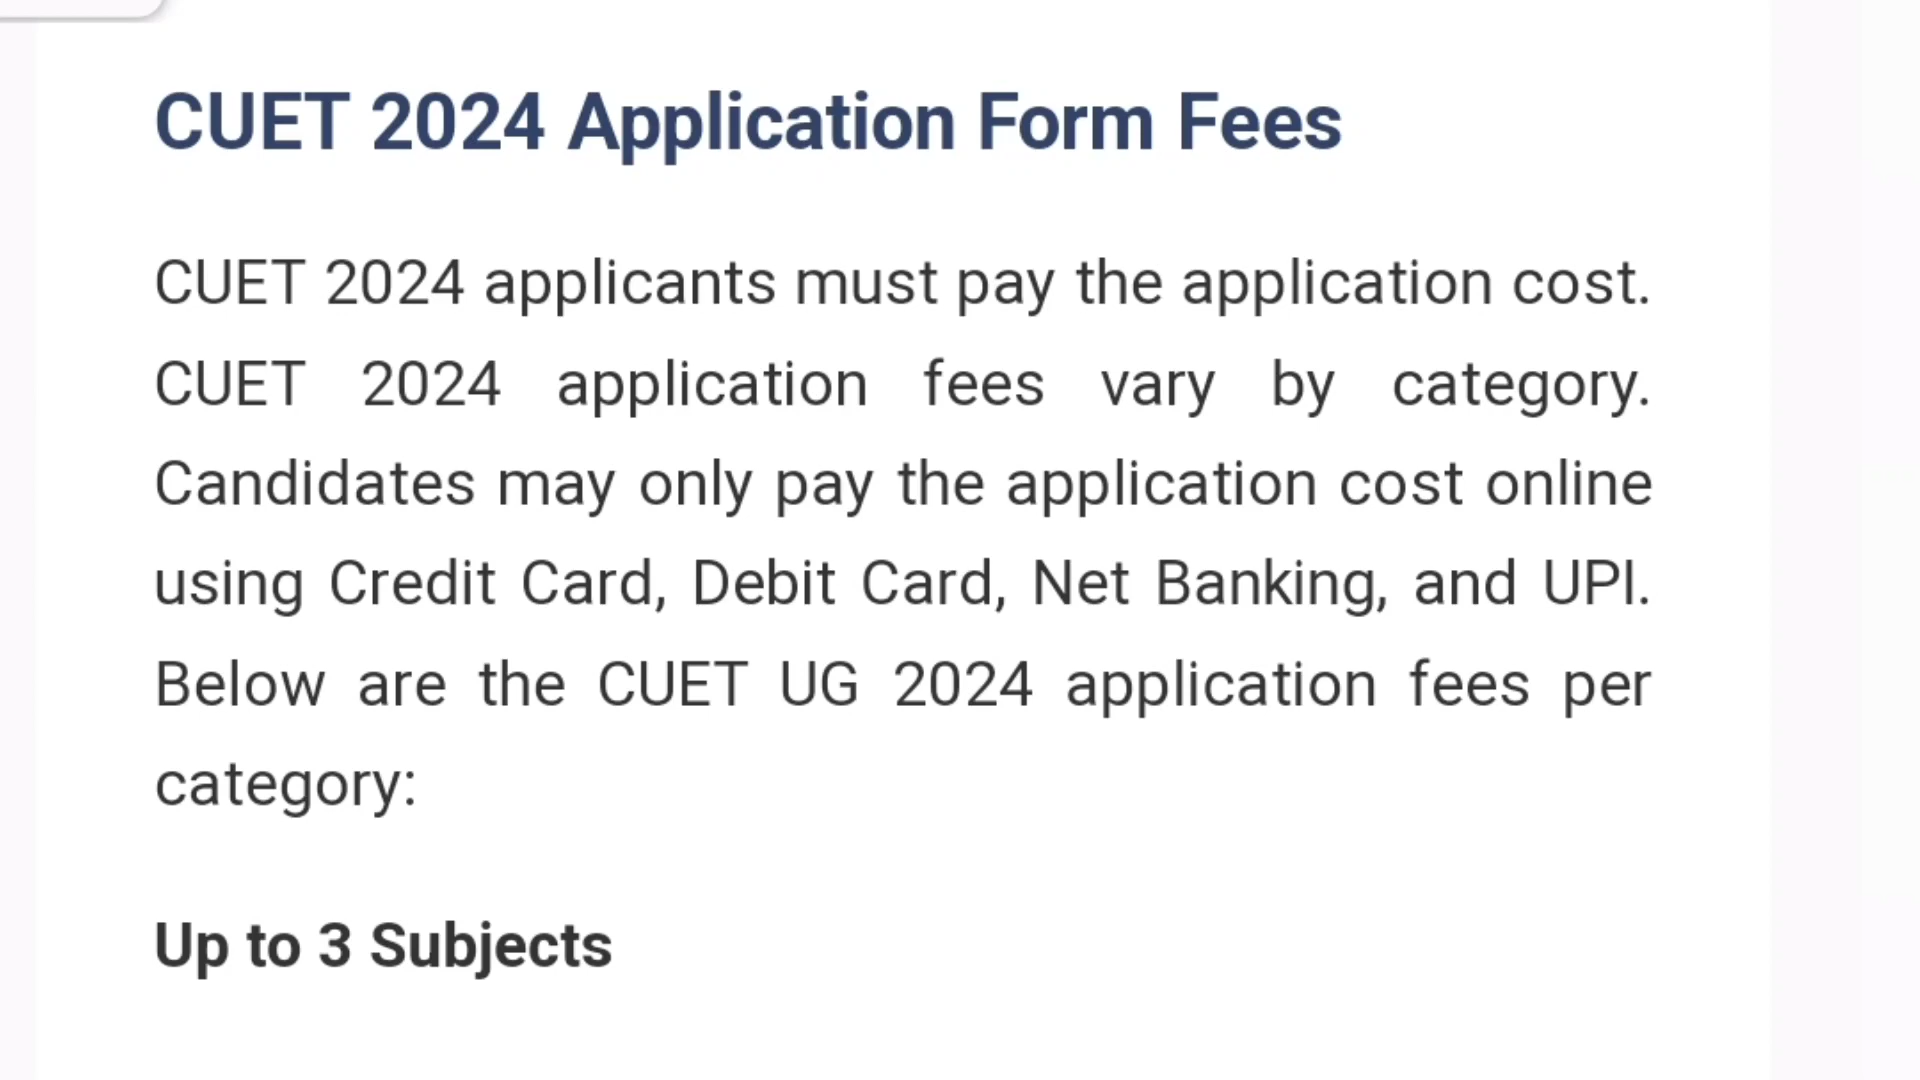 CUET 2024 Application Form Fees
CUET 2024 applicants must pay the application cost.
CUET 2024 application fees vary by category.
Candidates may only pay the application cost online
using Credit Card, Debit Card, Net Banking, and UPI.
Below are the CUET UG 2024 application fees per
category:
Up to 3 Subjects